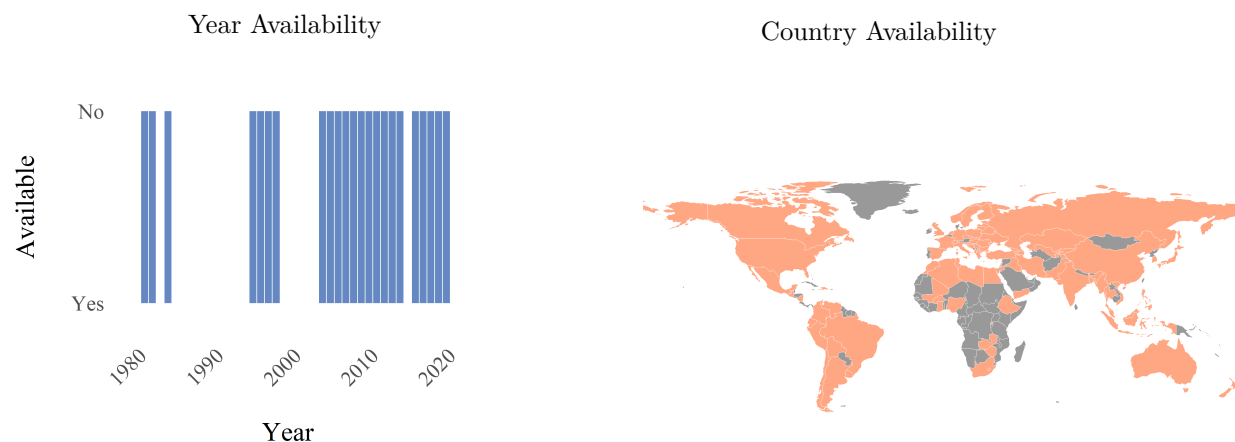 Year Availability
Available
No
Yes
1980
1990
2000
2010
2020
Year
Country Availability